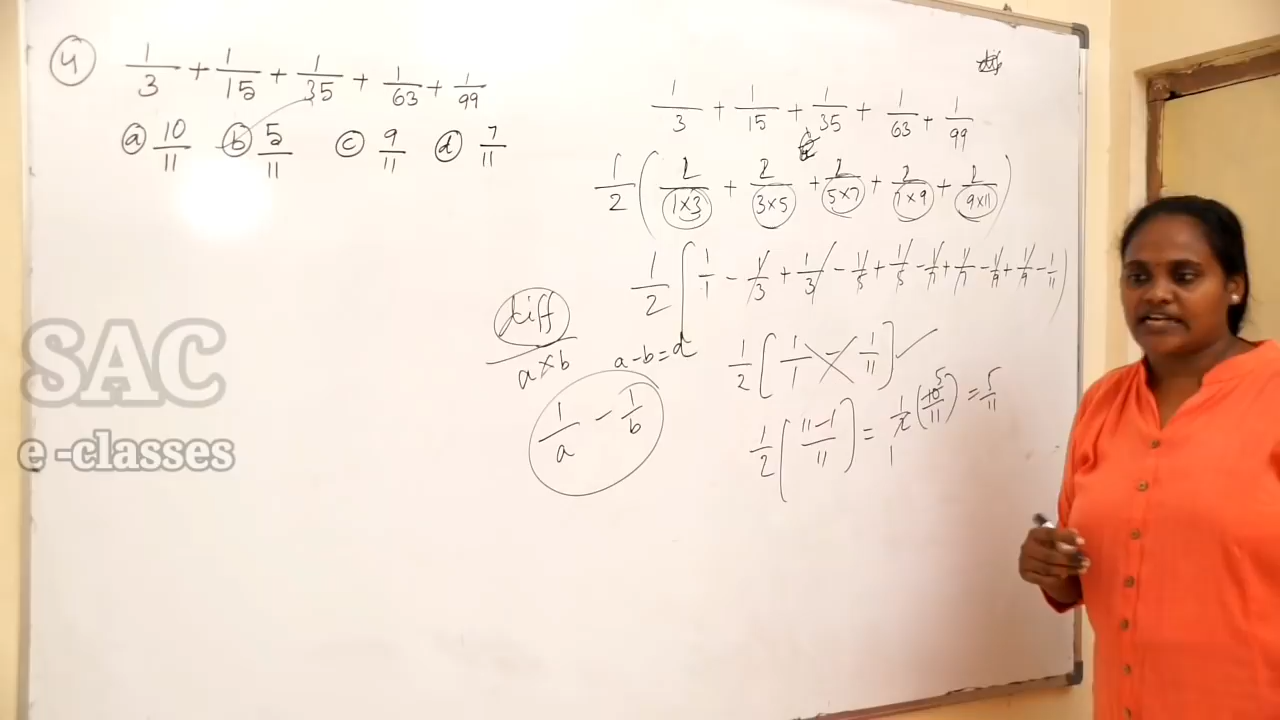 4 1/3 + 1/15 + 1/35 + 1/63 + 1/99
a 10/11 b 5/11 c 9/11 d 7/11
1/3 + 1/15 + 1/35 + 1/63 + 1/99
1/2 ( 2/1×3 + 2/3×5 + 2/5×7 + 2/7×9 + 2/9×11 )
1/2 [ 1/1 - 1/3 + 1/3 - 1/5 + 1/5 - 1/7 + 1/7 - 1/9 + 1/9 - 1/11 )
1/2 [ 1/1 - 1/11 ]
1/2 [ 11-1/11 ] = 1/2 ( 10/11 ) = 5/11
diff/a×b a-b=d
1/a - 1/b
SAC
e-classes